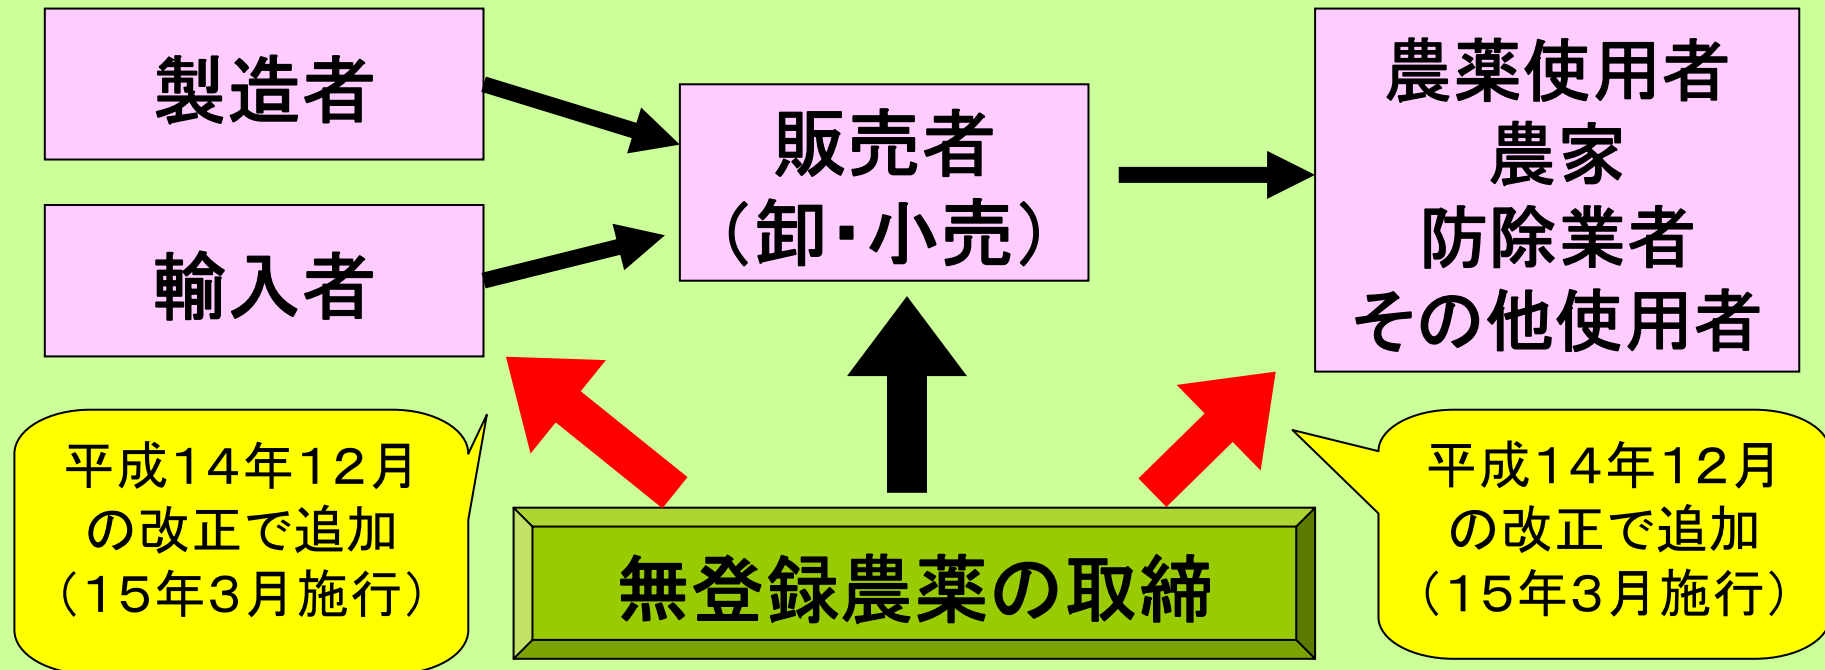 製造者
輸入者
販売者
（卸・小売）
農薬使用者
農家
防除業者
その他使用者
平成１４年１２月
の改正で追加
（１５年３月施行）
無登録農薬の取締
平成１４年１２月
の改正で追加
（１５年３月施行）